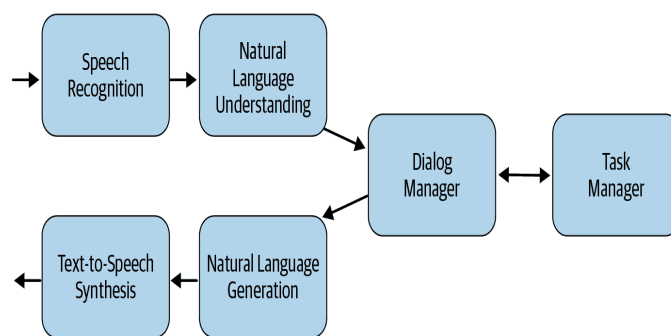 Speech
Recognition
Natural
Language
Understanding
Dialog
Manager
Task
Manager
Text-to-Speech
Synthesis
Natural Language
Generation